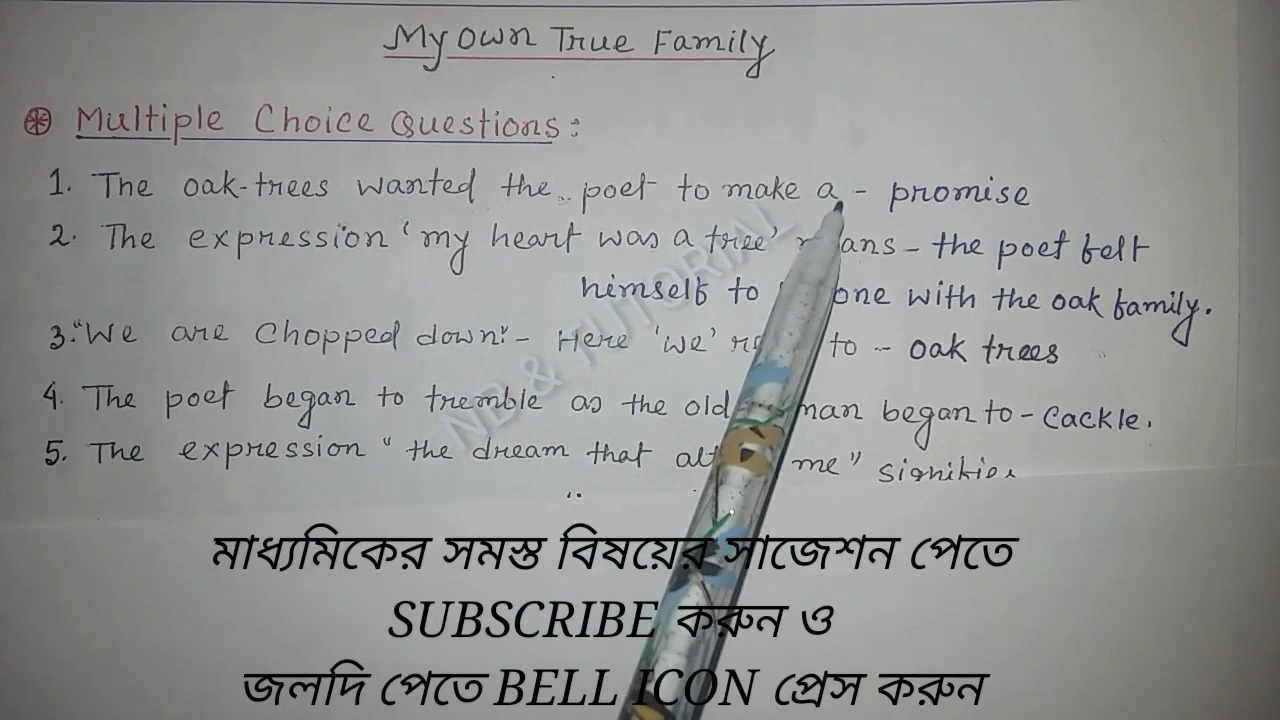 My Own True Family
Multiple Choice Questions:
1. The oak-trees wanted the poet to make a - promise
2. The expression 'my heart was a tree' - the poet felt
himself to one with the oak family.
3. "We are Chopped down". - Here 'we' to - oak trees
4. The poet began to tremble as the old man began to - cackle.
5. The expression "the dream that me"
NB & TUTORIAL
মাধ্যমিকের সমস্ত বিষয়ের সাজেশন পেতে
SUBSCRIBE করুন ও
জলদি পেতে BELL ICON প্রেস করুন